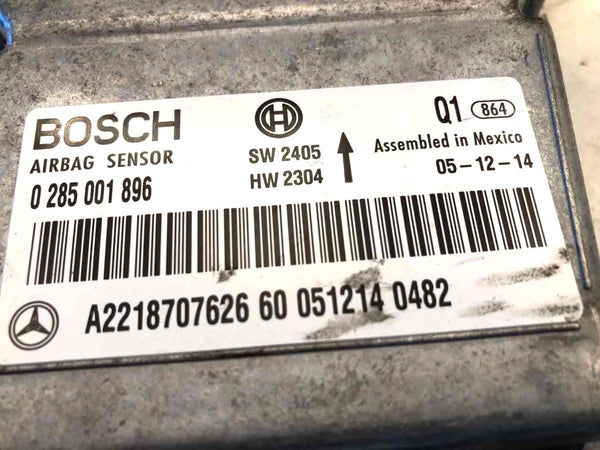 BOSCH
AIRBAG SENSOR
0 285 001 896
SW 2405
HW 2304
Q1 864
Assembled in Mexico
05-12-14
A2218707626 60 051214 0482